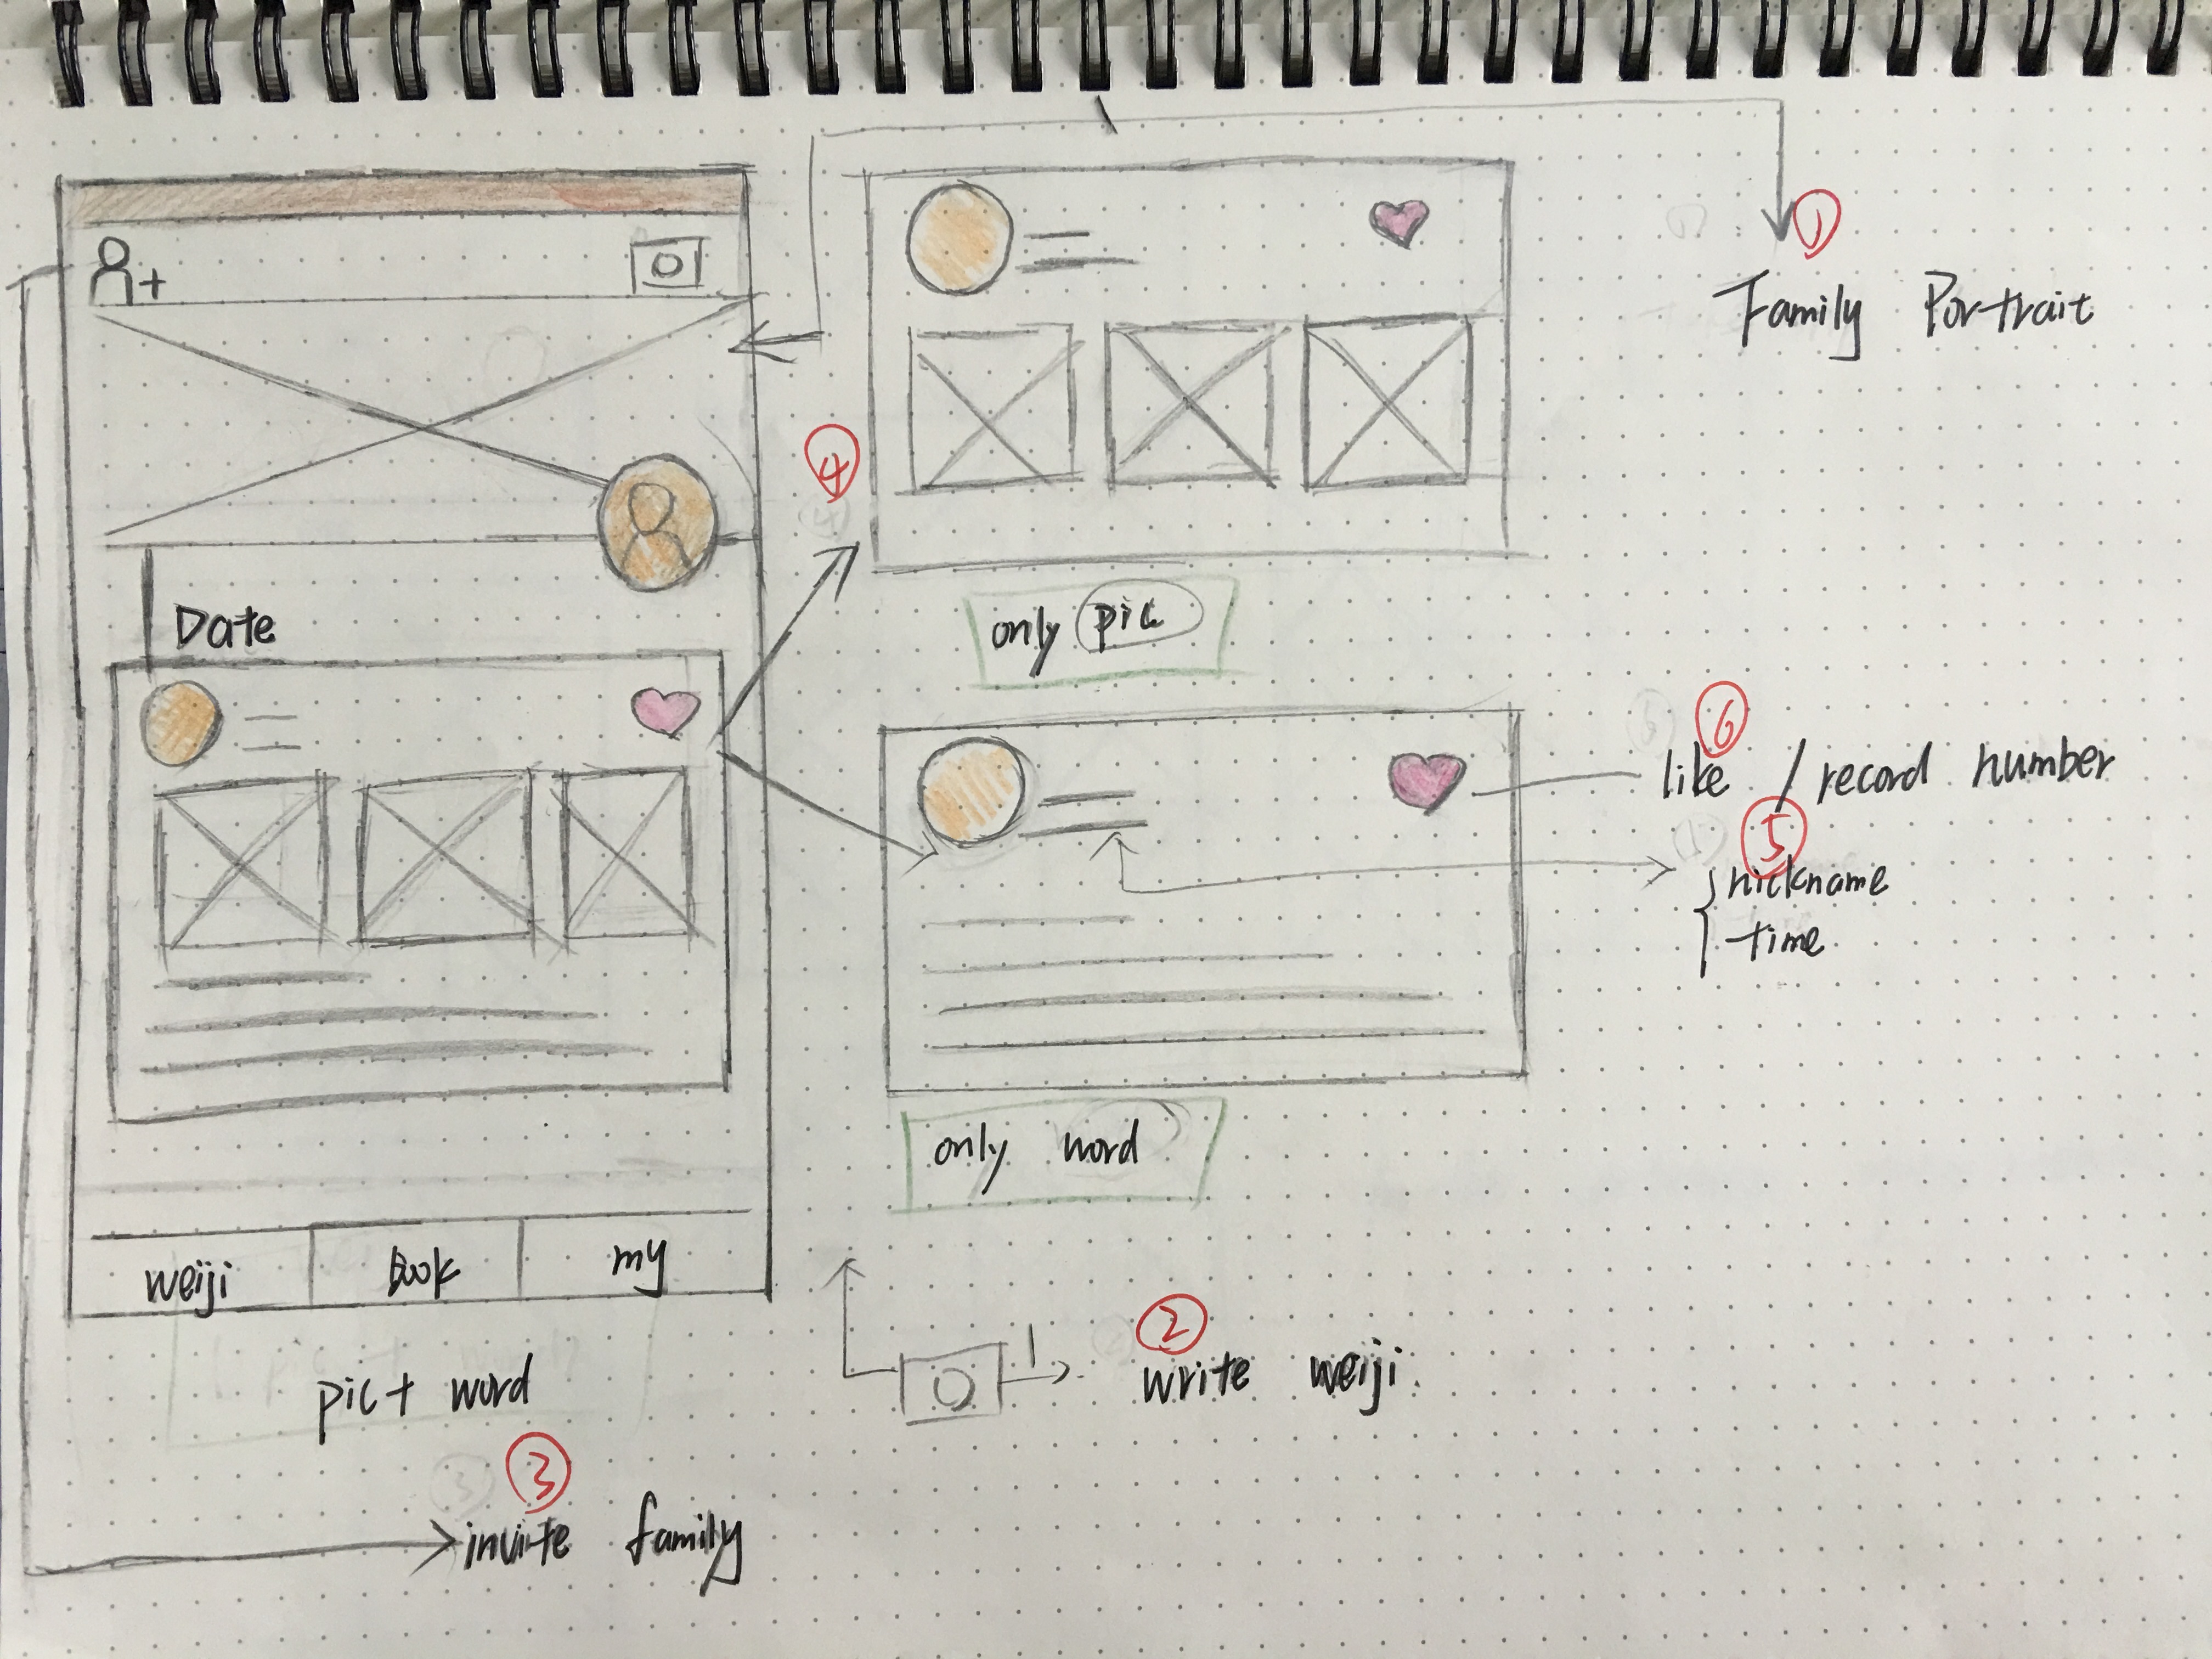 1
Family Portrait
4
Date
only pic
6
like / record number
5
nickname
time
only word
weiji book my
2
write weiji.
pic+ word
3
invite family